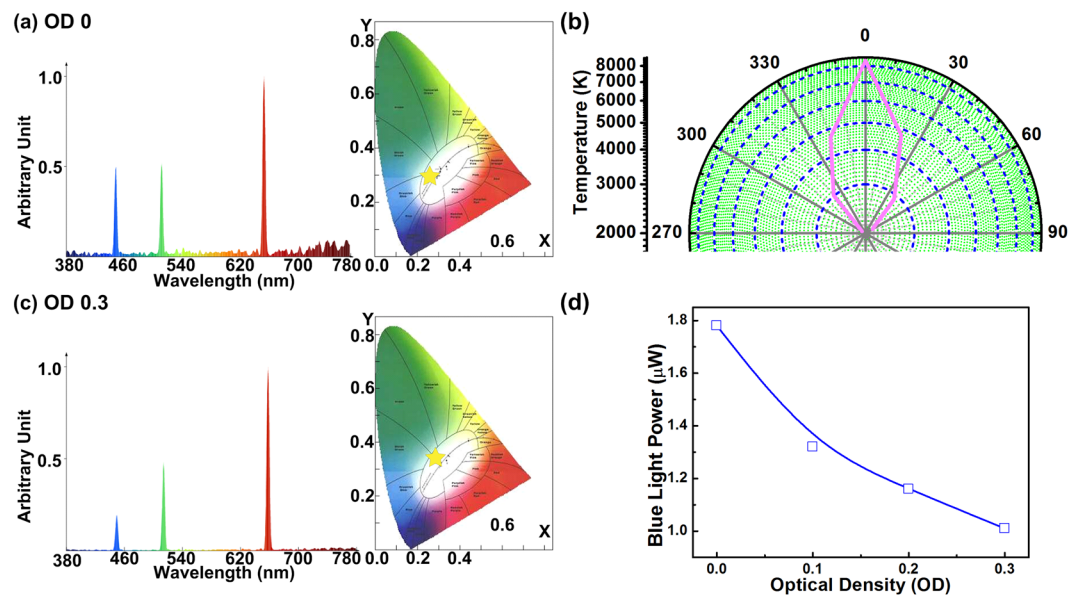 (a) OD 0
Arbitrary Unit
1.0
0.5
380 460 540 620 700 780
Wavelength (nm)
Y
0.8
0.6
0.4
0.2
0.0 0.2 0.4
0.6
X
(b)
Temperature (K)
8000
7000
6000
5000
4000
3000
2000
270
300
330
0
30
60
90
(c) OD 0.3
Arbitrary Unit
1.0
0.5
380 460 540 620 700 780
Wavelength (nm)
Y
0.8
0.6
0.4
0.2
0.0 0.2 0.4
0.6
X
(d)
Blue Light Power (μW)
1.8
1.6
1.4
1.2
1.0
0.0 0.1 0.2 0.3
Optical Density (OD)